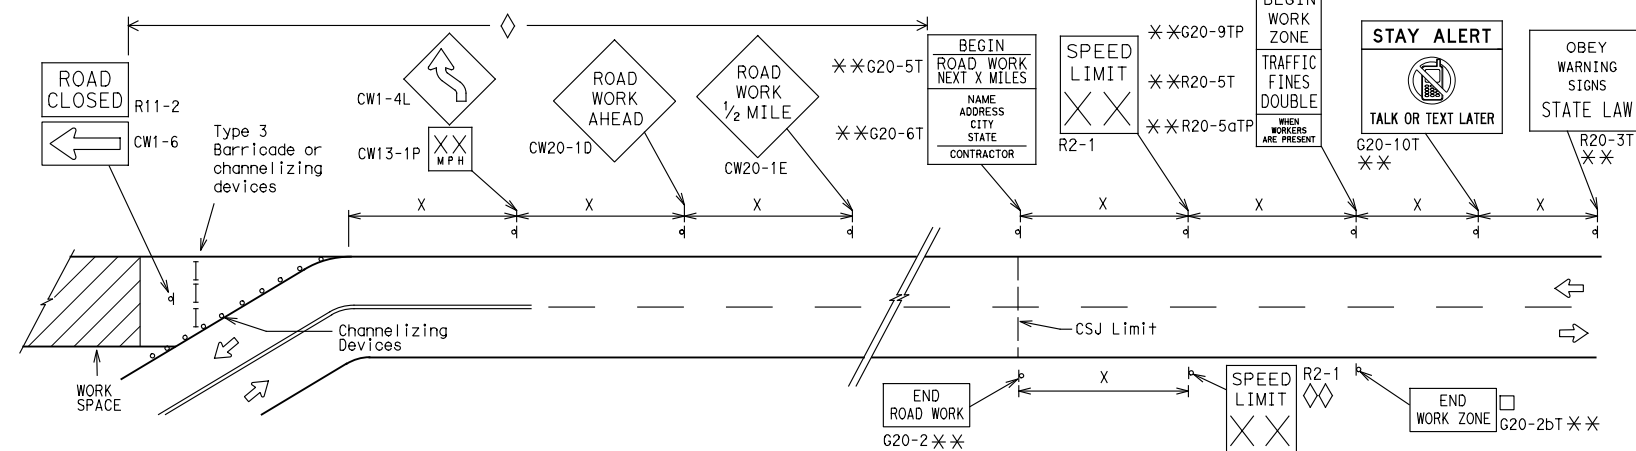 ROAD
CLOSED
R11-2
CW1-6
Type 3
Barricade or
channelizing
devices
CW1-4L
CW13-1P
X X
MPH
ROAD
WORK
AHEAD
CW20-1D
ROAD
WORK
1/2 MILE
CW20-1E
**G20-5T
**G20-6T
BEGIN
ROAD WORK
NEXT X MILES
NAME
ADDRESS
CITY
STATE
CONTRACTOR
SPEED
LIMIT
X X
R2-1
**G20-9TP
**R20-5T
**R20-5aTP
BEGIN
WORK
ZONE
TRAFFIC
FINES
DOUBLE
WHEN
WORKERS
ARE PRESENT
STAY ALERT
TALK OR TEXT LATER
G20-10T
**
OBEY
WARNING
SIGNS
STATE LAW
R20-3T
**
X
X
X
X
X
X
X
Channelizing
Devices
WORK
SPACE
CSJ Limit
END
ROAD WORK
G20-2**
X
SPEED
LIMIT
X X
R2-1
END
WORK ZONE
G20-2bT**